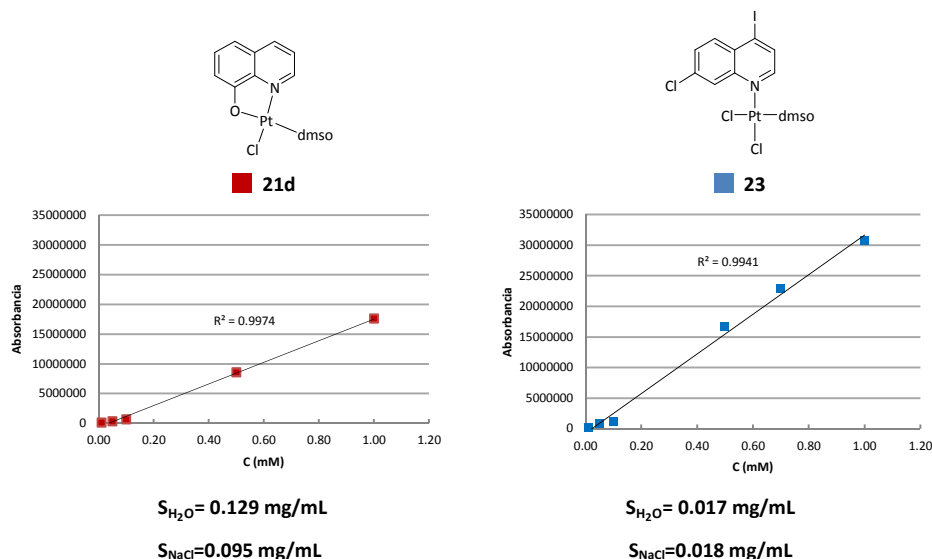 N
O
Pt
dmso
Cl
21d
35000000
30000000
25000000
20000000
15000000
10000000
5000000
0
Absorbancia
R² = 0.9974
0.00 0.20 0.40 0.60 0.80 1.00 1.20
C (mM)
S_H₂O= 0.129 mg/mL
S_NaCl=0.095 mg/mL
I
Cl
N
Cl Pt dmso
Cl
23
35000000
30000000
25000000
20000000
15000000
10000000
5000000
0
Absorbancia
R² = 0.9941
0.00 0.20 0.40 0.60 0.80 1.00 1.20
C (mM)
S_H₂O= 0.017 mg/mL
S_NaCl=0.018 mg/mL